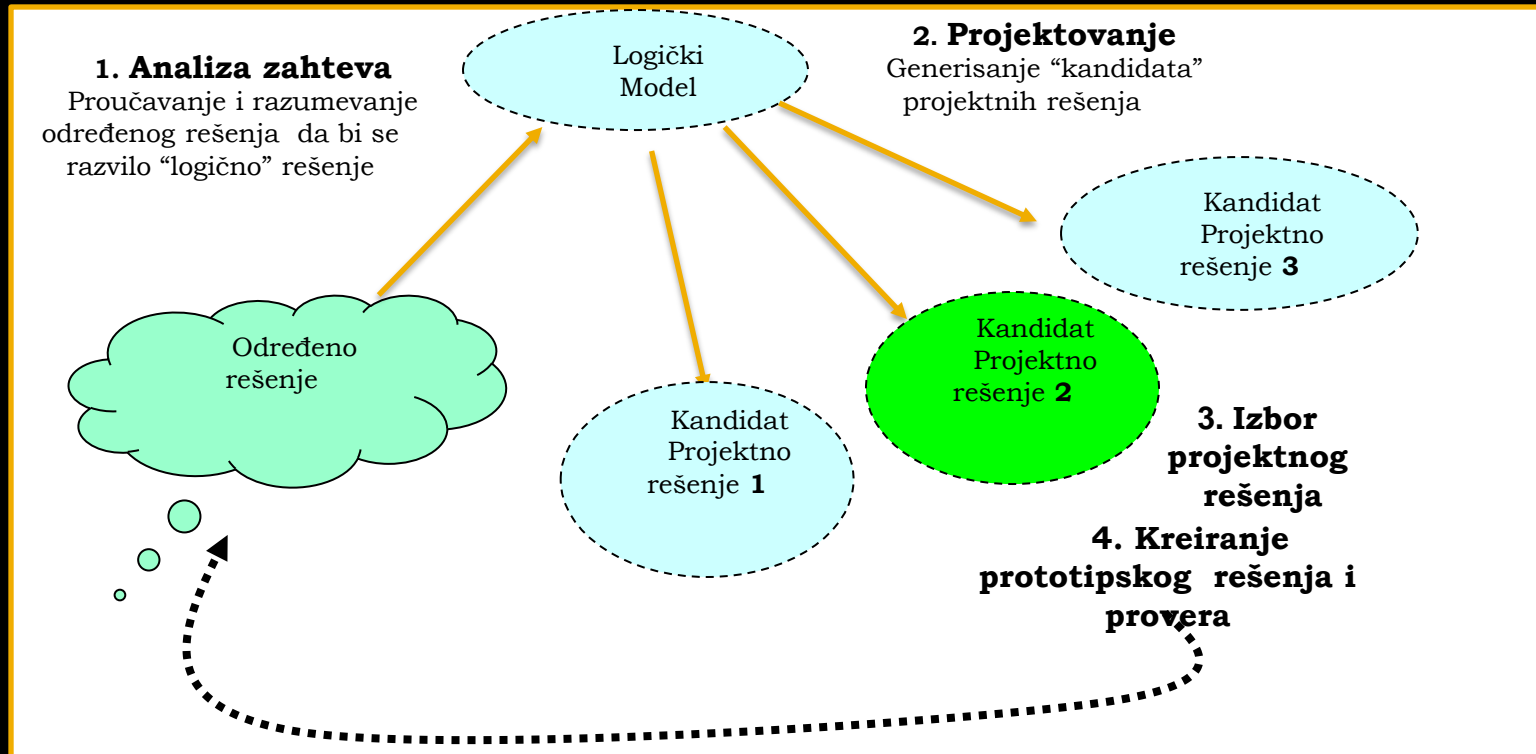 1. Analiza zahteva
Proučavanje i razumevanje
određenog rešenja da bi se
razvilo “logično” rešenje
Logički
Model
2. Projektovanje
Generisanje “kandidata”
projektnih rešenja
Kandidat
Projektno
rešenje 3
Određeno
rešenje
Kandidat
Projektno
rešenje 2
Kandidat
Projektno
rešenje 1
3. Izbor
projektnog
rešenja
4. Kreiranje
prototipskog rešenja i
provera